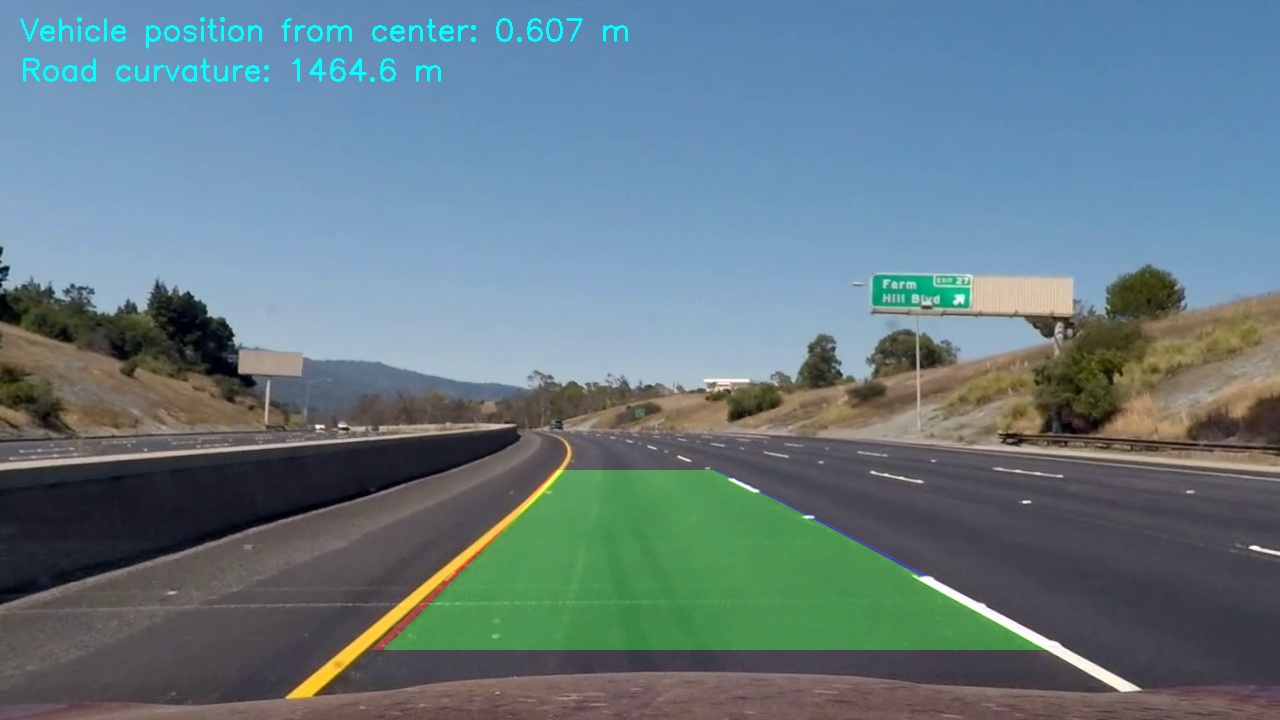 Vehicle position from center: 0.607 m
Road curvature: 1464.6 m
EXIT 27
Farm
Hill Blvd